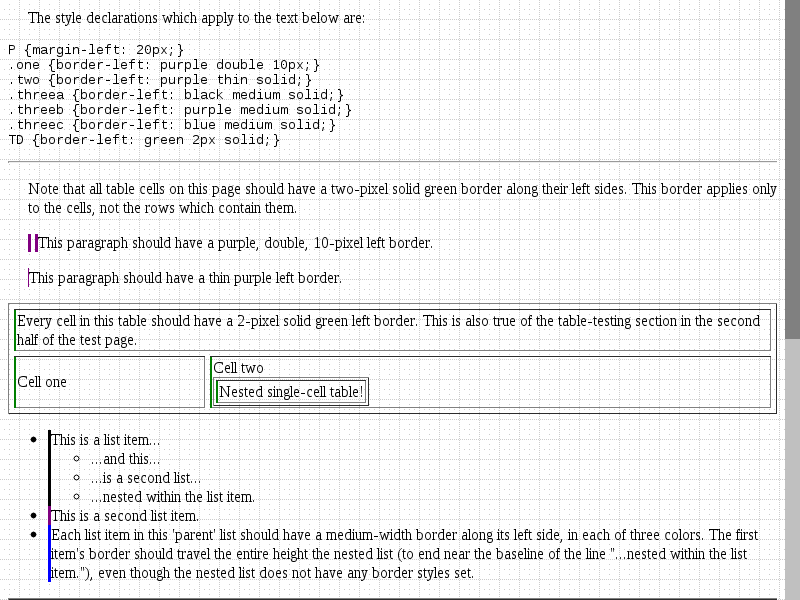 The style declarations which apply to the text below are:
P {margin-left: 20px;}
.one {border-left: purple double 10px;}
.two {border-left: purple thin solid;}
.threea {border-left: black medium solid;}
.threeb {border-left: purple medium solid;}
.threec {border-left: blue medium solid;}
TD {border-left: green 2px solid;}
Note that all table cells on this page should have a two-pixel solid green border along their left sides. This border applies only
to the cells, not the rows which contain them.
This paragraph should have a purple, double, 10-pixel left border.
This paragraph should have a thin purple left border.
Every cell in this table should have a 2-pixel solid green left border. This is also true of the table-testing section in the second
half of the test page.
Cell one
Cell two
Nested single-cell table!
This is a list item...
...and this...
...is a second list...
...nested within the list item.
This is a second list item.
Each list item in this 'parent' list should have a medium-width border along its left side, in each of three colors. The first
item's border should travel the entire height the nested list (to end near the baseline of the line "...nested within the list
item."), even though the nested list does not have any border styles set.